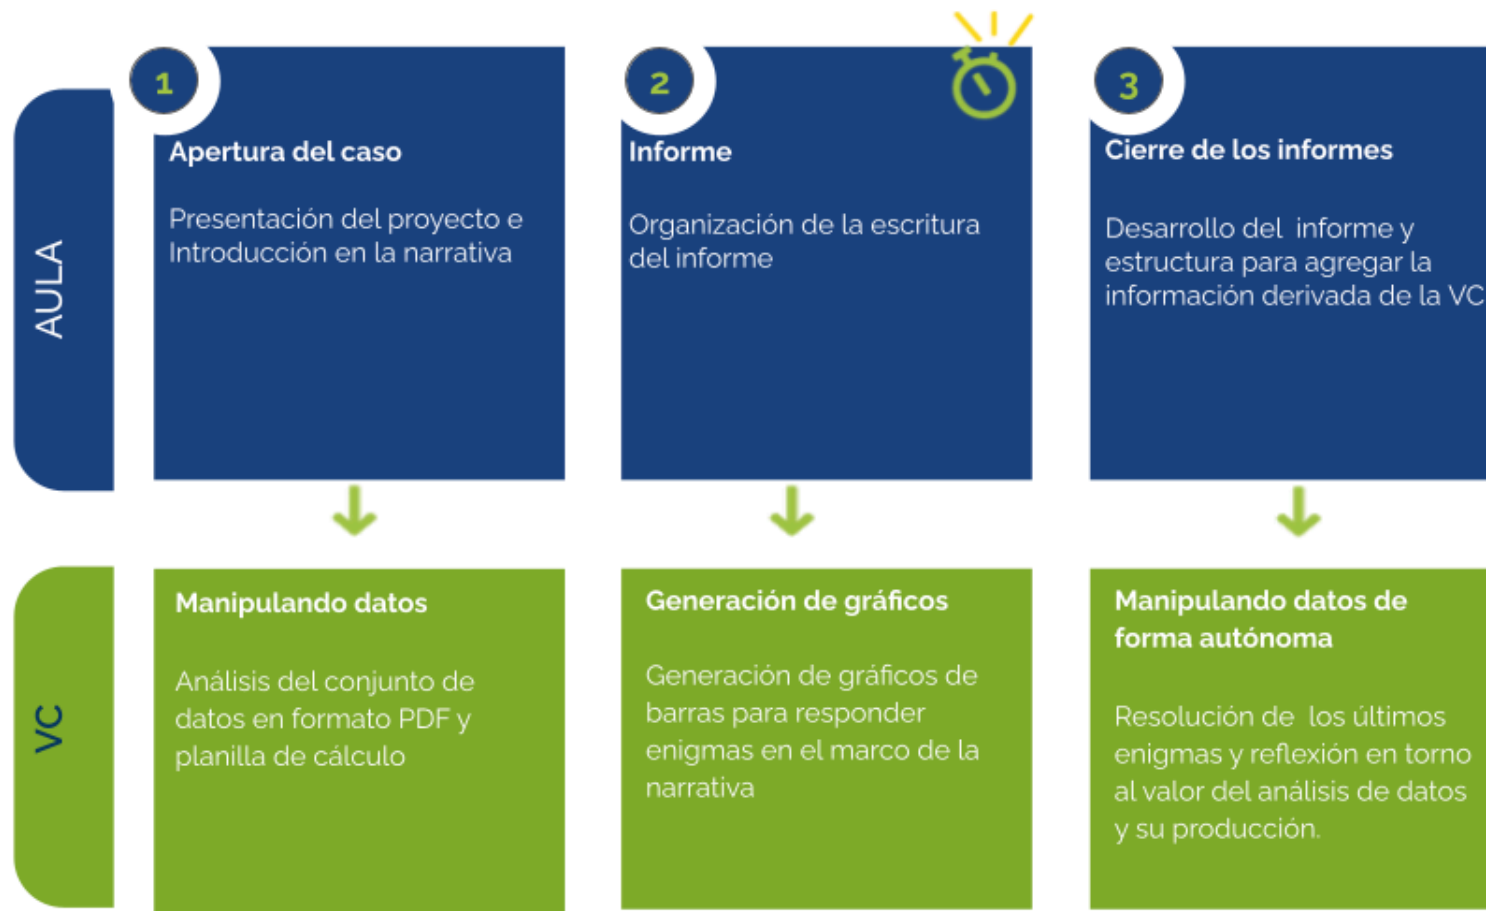 AULA
1
Apertura del caso
Presentación del proyecto e
Introducción en la narrativa
2
Informe
Organización de la escritura
del informe
3
Cierre de los informes
Desarrollo del informe y
estructura para agregar la
información derivada de la VC
VC
Manipulando datos
Análisis del conjunto de
datos en formato PDF y
planilla de cálculo
Generación de gráficos
Generación de gráficos de
barras para responder
enigmas en el marco de la
narrativa
Manipulando datos de
forma autónoma
Resolución de los últimos
enigmas y reflexión en torno
al valor del análisis de datos
y su producción.